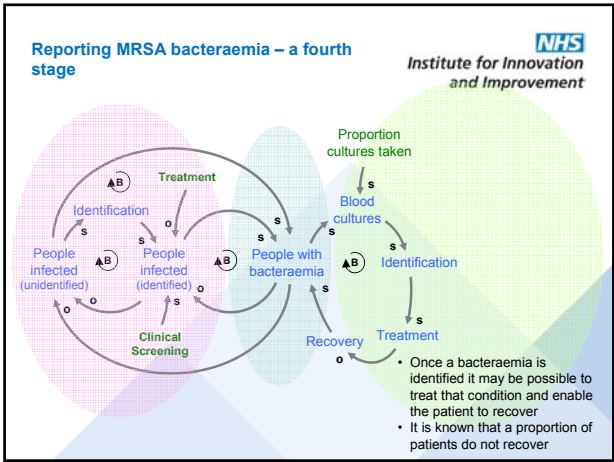 Reporting MRSA bacteraemia – a fourth
stage
NHS
Institute for Innovation
and Improvement
Proportion
cultures taken
B
Treatment
s
Blood
cultures
Identification
o
s
s
s
s
s
s
People
infected
(unidentified)
B
People
infected
(identified)
B
People with
bacteraemia
B
Identification
o
o
s
o
s
s
Clinical
Screening
Recovery
Treatment
o
• Once a bacteraemia is
identified it may be possible to
treat that condition and enable
the patient to recover
• It is known that a proportion of
patients do not recover